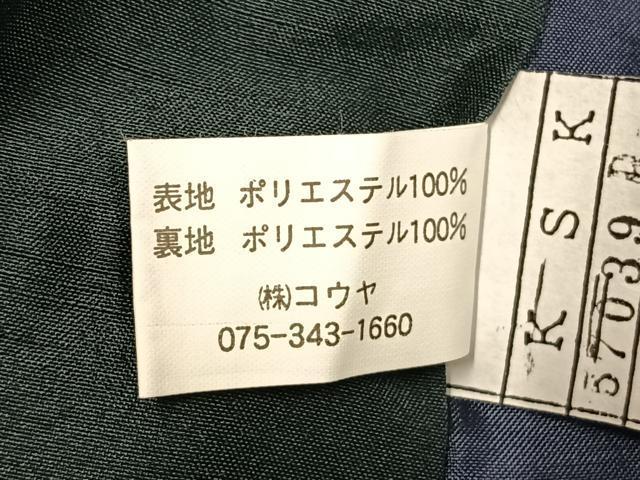 表地 ポリエステル100%
裏地 ポリエステル100%
㈱コウヤ
075-343-1660
K
K-S
57039